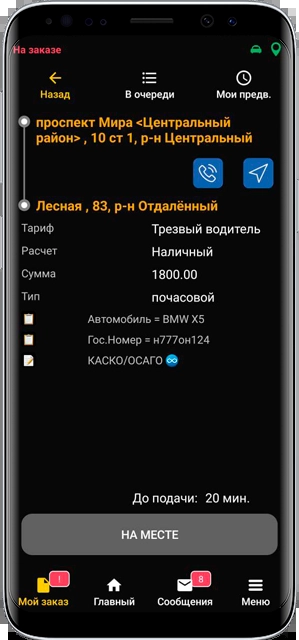 На заказе
Назад
В очереди
Мои предв.
проспект Мира <Центральный
район> , 10 ст 1, р-н Центральный
Лесная , 83, р-н Отдалённый
Тариф Трезвый водитель
Расчет Наличный
Сумма 1800.00
Тип почасовой
Автомобиль = BMW X5
Гос.Номер = н777он124
КАСКО/ОСАГО
До подачи: 20 мин.
НА МЕСТЕ
! 8
Мой заказ Главный Сообщения Меню